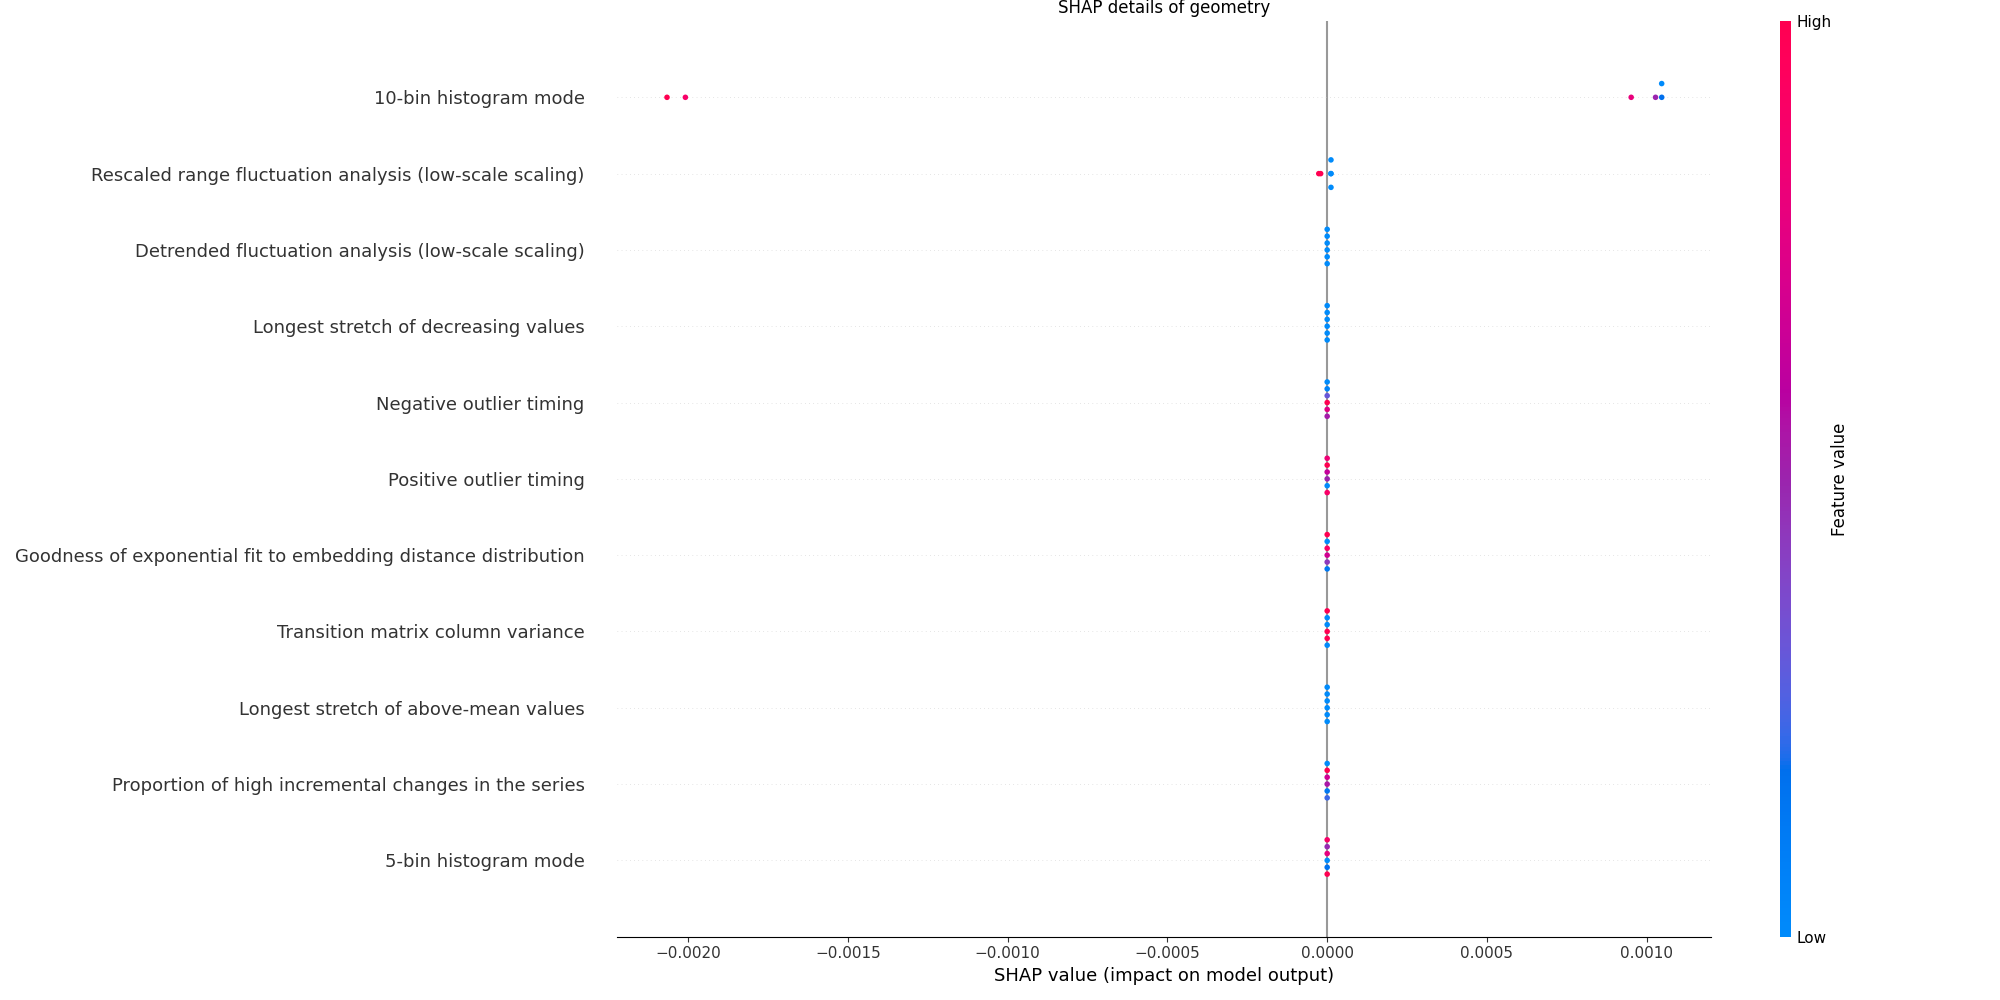 SHAP details of geometry
High
10-bin histogram mode
Rescaled range fluctuation analysis (low-scale scaling)
Detrended fluctuation analysis (low-scale scaling)
Longest stretch of decreasing values
Negative outlier timing
Positive outlier timing
Goodness of exponential fit to embedding distance distribution
Transition matrix column variance
Longest stretch of above-mean values
Proportion of high incremental changes in the series
5-bin histogram mode
Feature value
Low
−0.0020 −0.0015 −0.0010 −0.0005 0.0000 0.0005 0.0010
SHAP value (impact on model output)